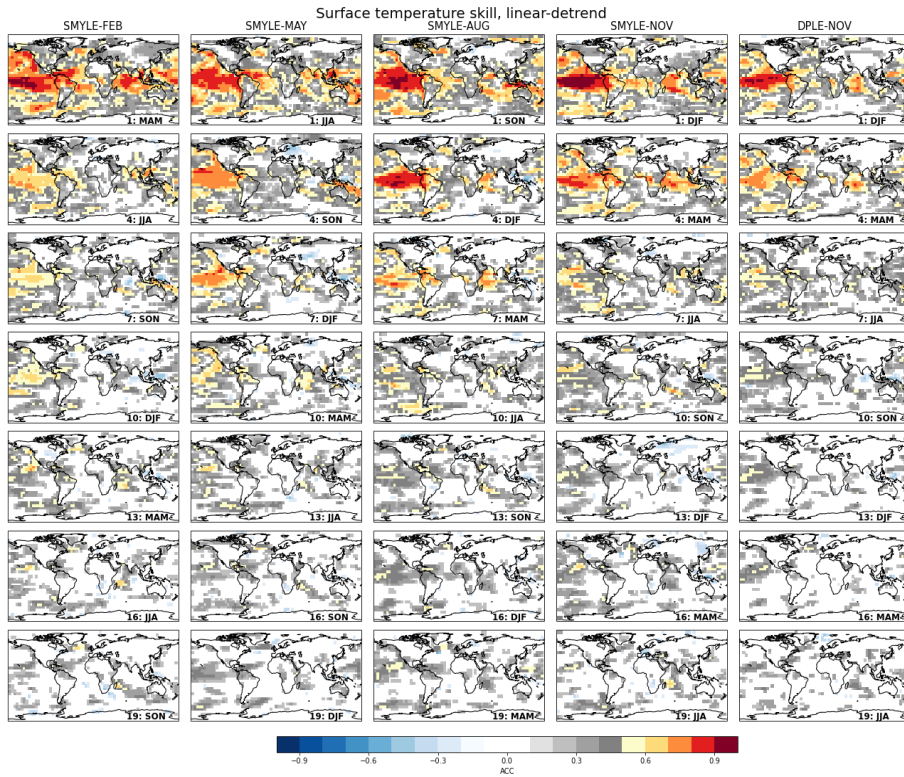 Surface temperature skill, linear-detrend
SMYLE-FEB SMYLE-MAY SMYLE-AUG SMYLE-NOV DPLE-NOV
1: MAM 1: JJA 1: SON 1: DJF 1: DJF
4: JJA 4: SON 4: DJF 4: MAM 4: MAM
7: SON 7: DJF 7: MAM 7: JJA 7: JJA
10: DJF 10: MAM 10: JJA 10: SON 10: SON
13: MAM 13: JJA 13: SON 13: DJF 13: DJF
16: JJA 16: SON 16: DJF 16: MAM 16: MAM
19: SON 19: DJF 19: MAM 19: JJA 19: JJA
−0.9 −0.6 −0.3 0.0 0.3 0.6 0.9
ACC